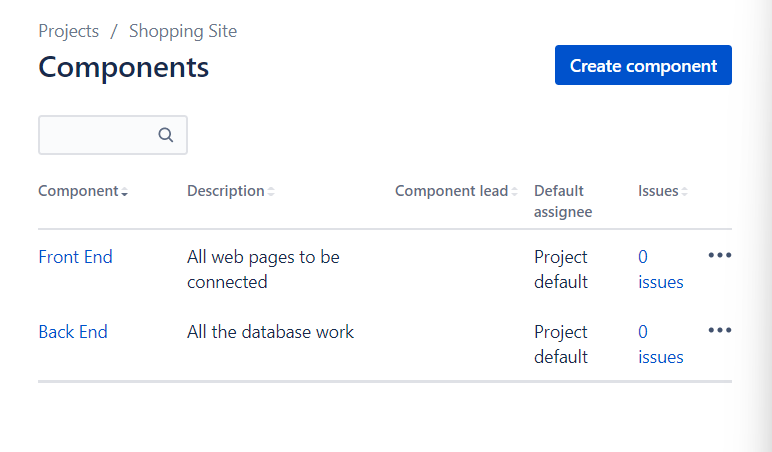 Projects / Shopping Site
Components
Create component
Component Description Component lead Default assignee Issues
Front End All web pages to be connected Project default 0 issues
Back End All the database work Project default 0 issues